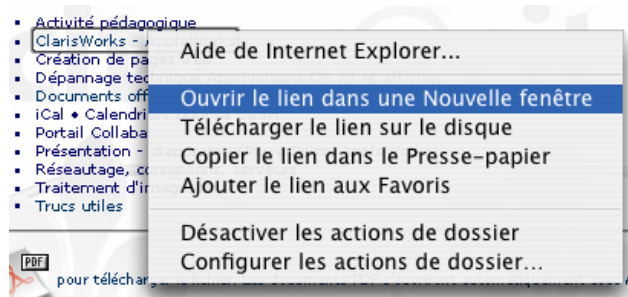 Activité pédagogique
ClarisWorks -
Création de pa
Dépannage tec
Documents off
iCal • Calendri
Portail Collaba
Présentation -
Réseautage, co
Traitement d'i
Trucs utiles
Aide de Internet Explorer...
Ouvrir le lien dans une Nouvelle fenêtre
Télécharger le lien sur le disque
Copier le lien dans le Presse-papier
Ajouter le lien aux Favoris
Désactiver les actions de dossier
Configurer les actions de dossier...
PDF
pour téléchar